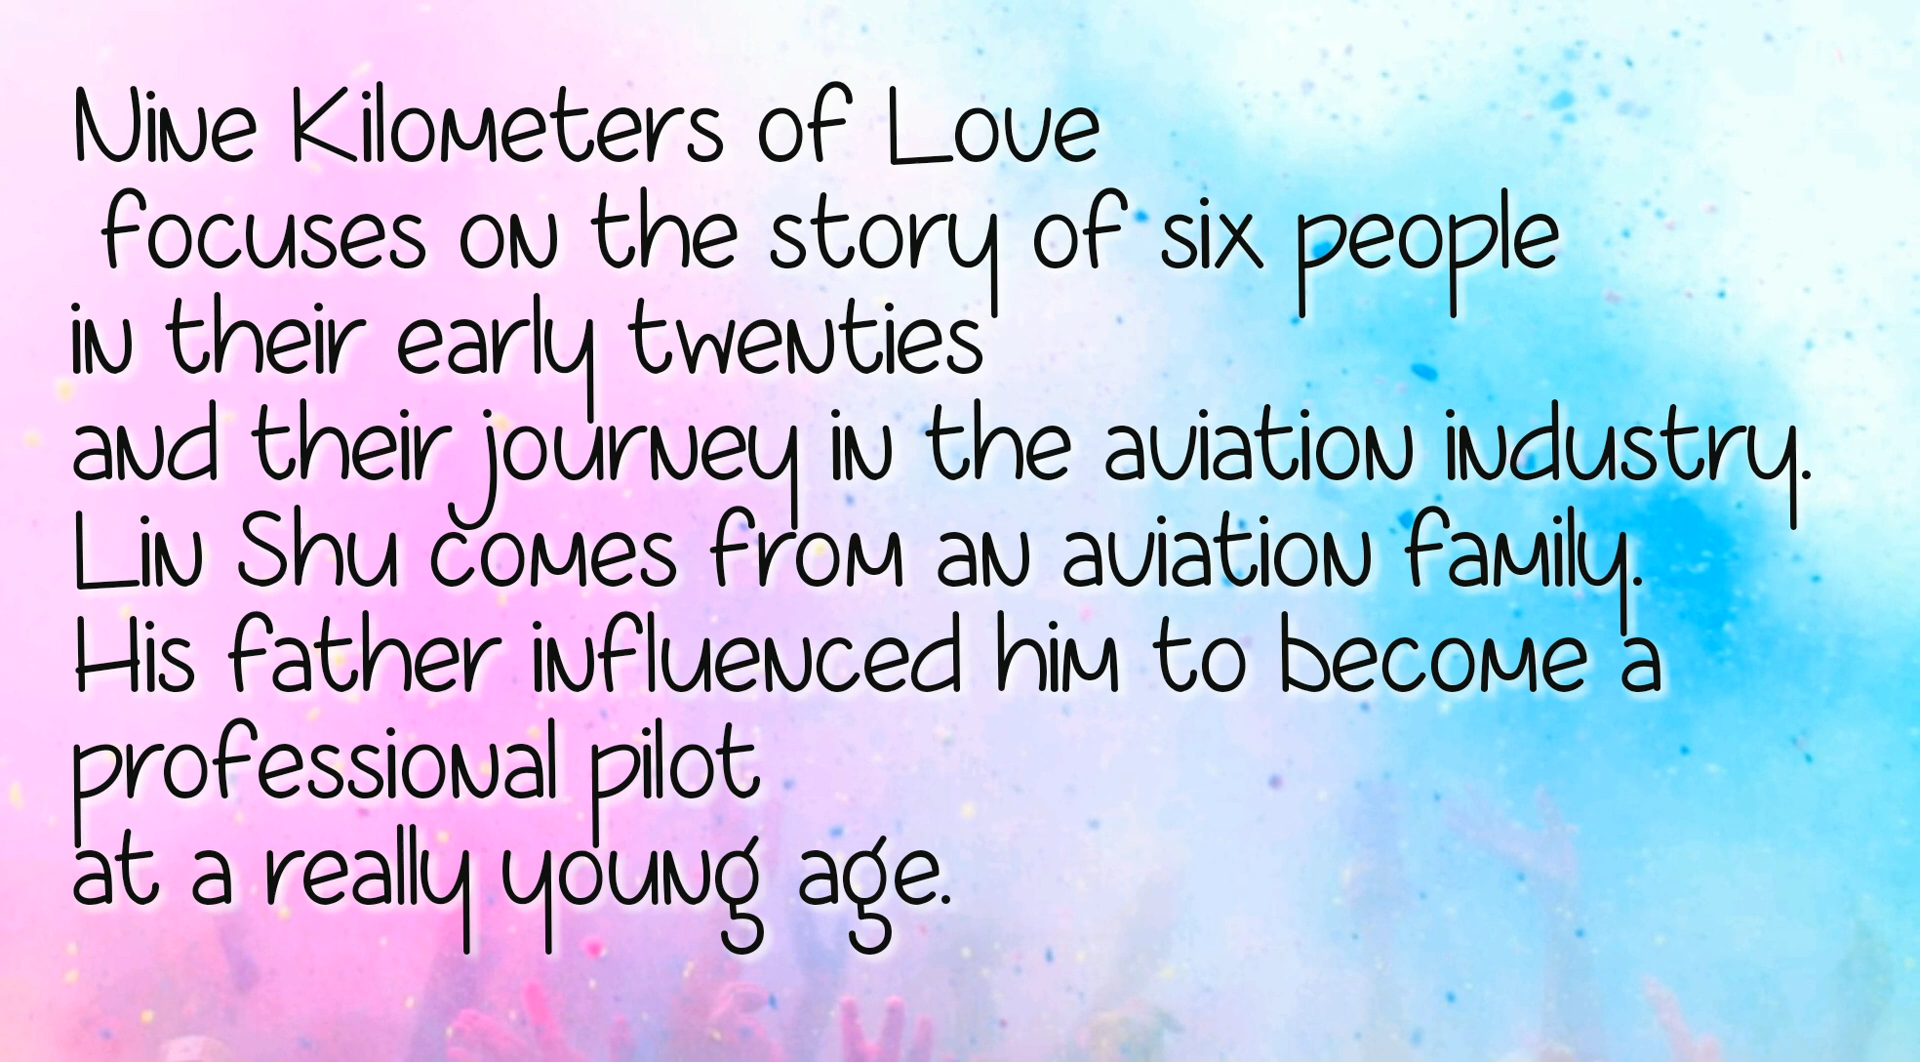 Nine Kilometers of Love
focuses on the story of six people
in their early twenties
and their journey in the aviation industry.
Lin Shu comes from an aviation family.
His father influenced him to become a
professional pilot
at a really young age.